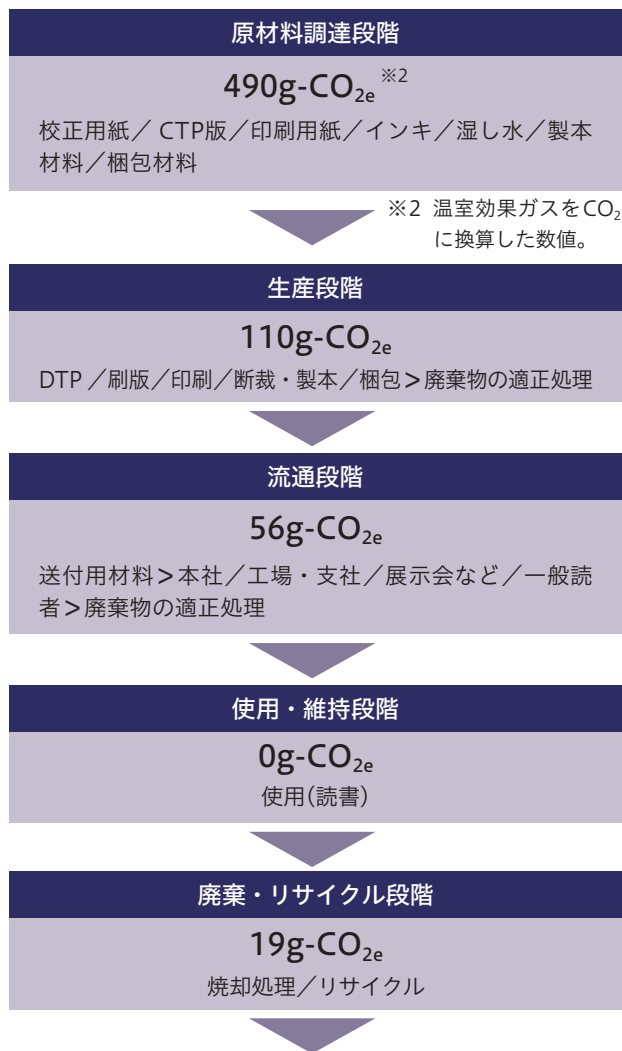 原材料調達段階
490g-CO2e※2
校正用紙／CTP版／印刷用紙／インキ／湿し水／製本
材料／梱包材料
※2 温室効果ガスをCO2
に換算した数値。
生産段階
110g-CO2e
DTP／刷版／印刷／断裁・製本／梱包>廃棄物の適正処理
流通段階
56g-CO2e
送付用材料>本社／工場・支社／展示会など／一般読
者>廃棄物の適正処理
使用・維持段階
0g-CO2e
使用(読書)
廃棄・リサイクル段階
19g-CO2e
焼却処理／リサイクル